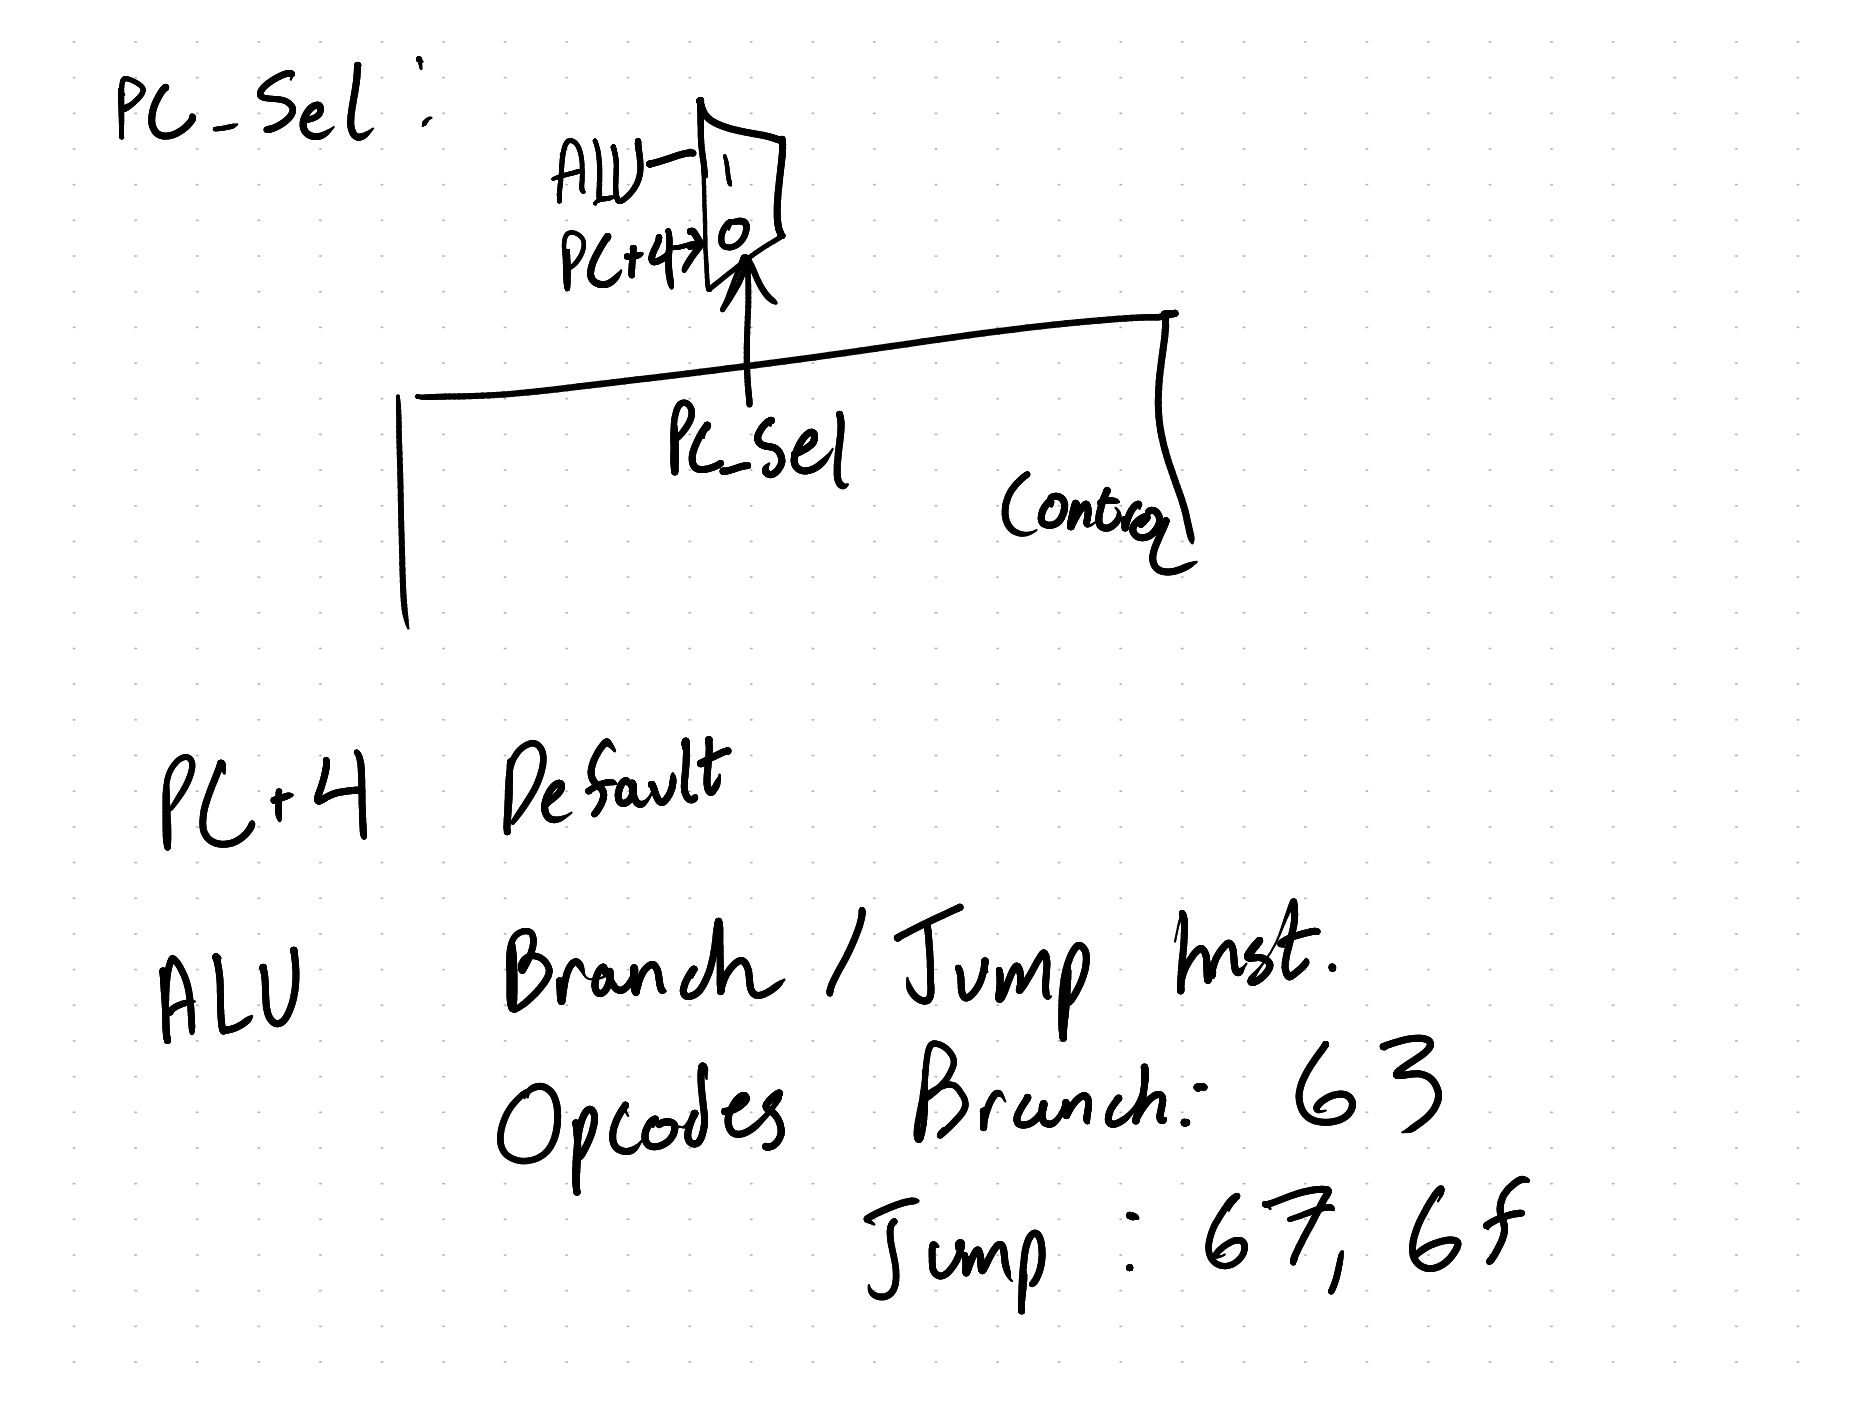 PC_Sel:
ALU 1
PC+4 0
PC_Sel
Control
PC+4 Default
ALU Branch / Jump Inst.
Opcodes Branch: 63
Jump : 67, 6f